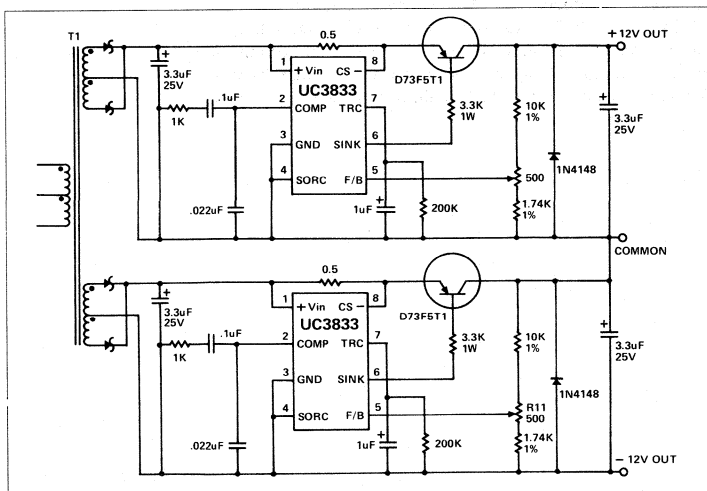 T1
0.5
+ 12V OUT
1
8
+ Vin
CS −
D73F5T1
3.3uF
25V
UC3833
.1uF
1K
2
COMP
TRC
7
3.3K
1W
10K
1%
3.3uF
25V
3
GND
SINK
6
1N4148
4
SORC
F/B
5
500
.022uF
1uF
200K
1.74K
1%
COMMON
0.5
1
8
+ Vin
CS −
D73F5T1
3.3uF
25V
UC3833
.1uF
1K
2
COMP
TRC
7
3.3K
1W
10K
1%
3.3uF
25V
3
GND
SINK
6
1N4148
4
SORC
F/B
5
R11
500
.022uF
1uF
200K
1.74K
1%
− 12V OUT